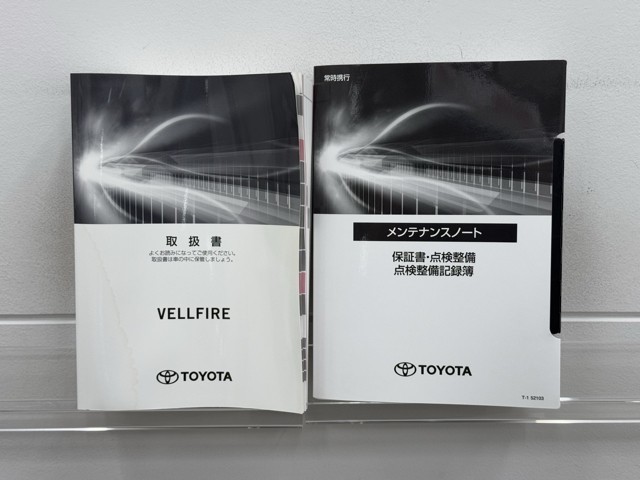 取扱書
よくお読みになってご使用ください。
取扱書は車の中に保管しましょう。
VELLFIRE
TOYOTA
常時携行
メンテナンスノート
保証書・点検整備
点検整備記録簿
TOYOTA
T-1 52103